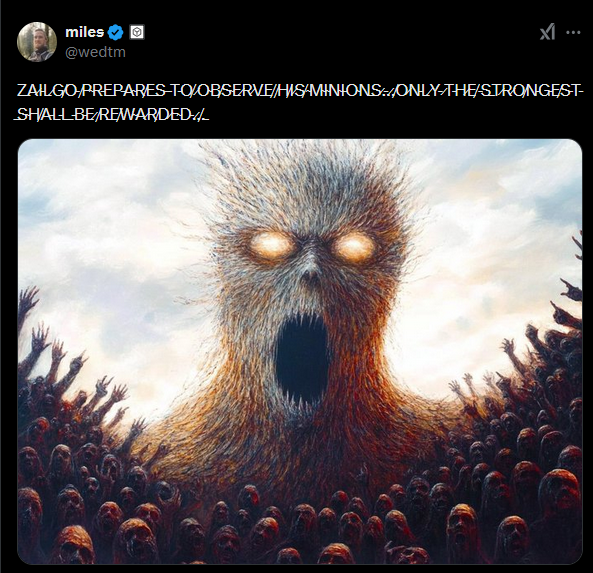 miles
@wedtm
ZALGO PREPARES TO OBSERVE HIS MINIONS. ONLY THE STRONGEST
SHALL BE REWARDED.